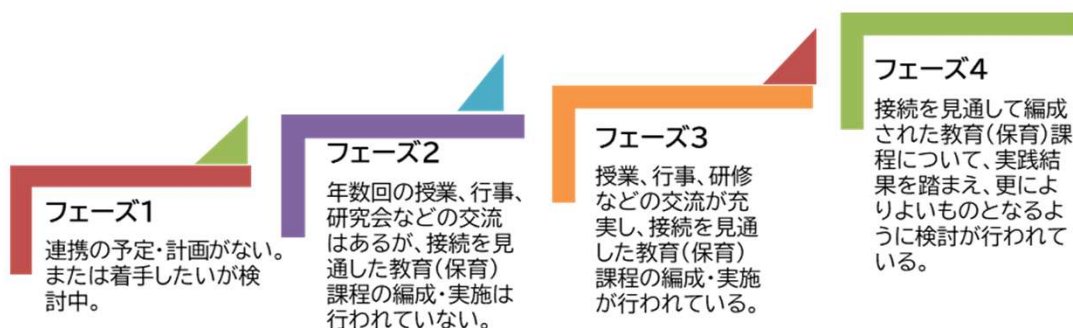 フェーズ1
連携の予定・計画がない。
または着手したいが検
討中。
フェーズ2
年数回の授業、行事、
研究会などの交流
はあるが、接続を見
通した教育(保育)
課程の編成・実施は
行われていない。
フェーズ3
授業、行事、研修
などの交流が充
実し、接続を見通
した教育(保育)
課程の編成・実施
が行われている。
フェーズ4
接続を見通して編成
された教育(保育)課
程について、実践結
果を踏まえ、更によ
りよいものとなるよ
うに検討が行われて
いる。